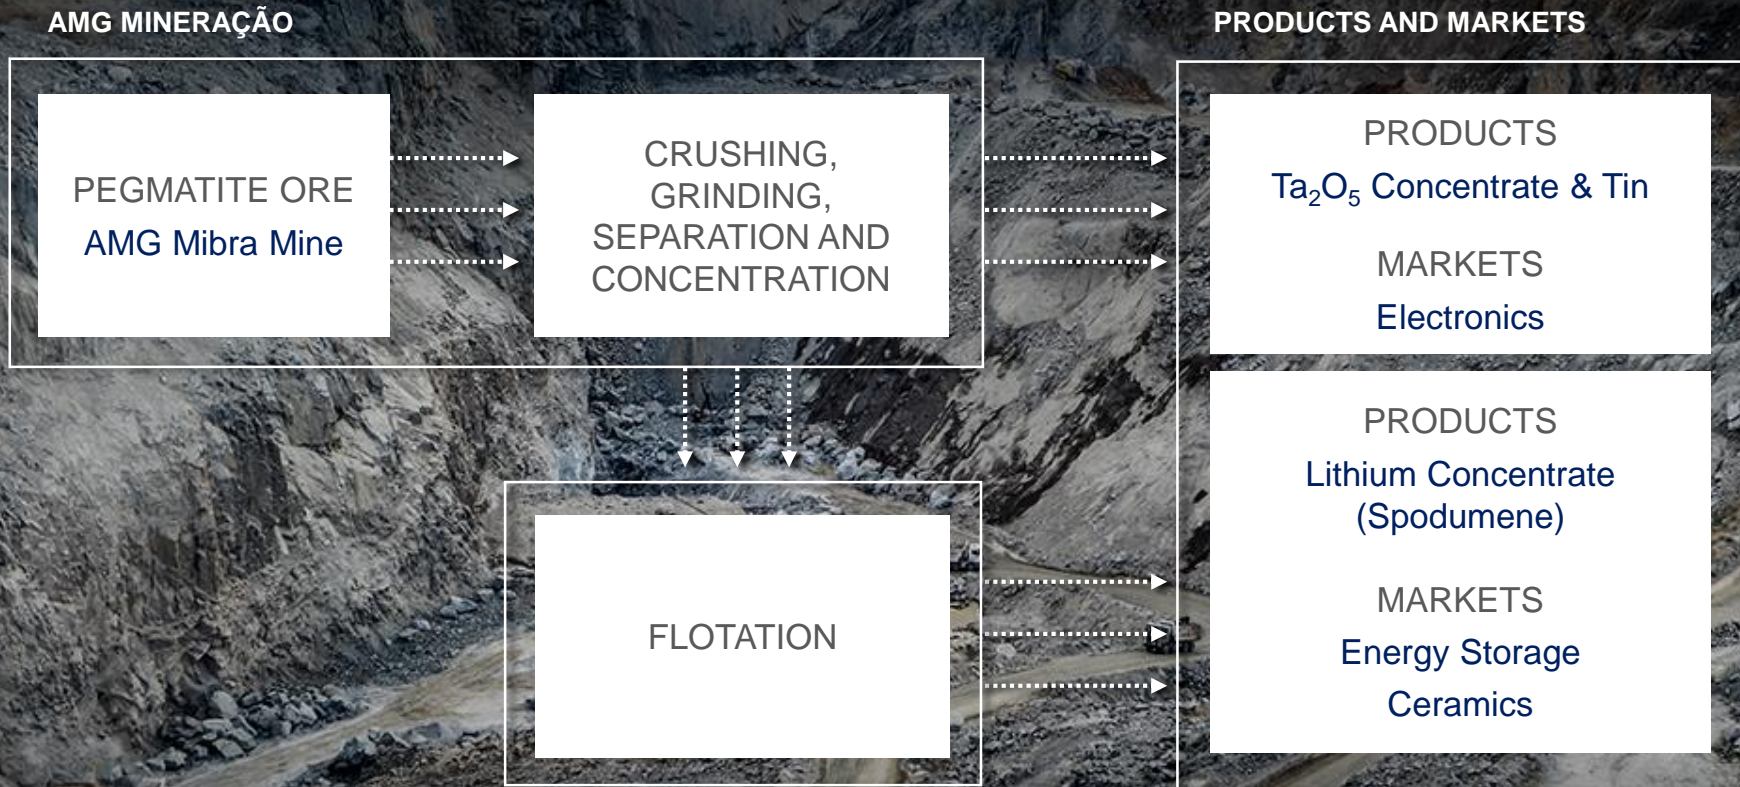 AMG MINERAÇÃO
PRODUCTS AND MARKETS
PEGMATITE ORE
AMG Mibra Mine
CRUSHING,
GRINDING,
SEPARATION AND
CONCENTRATION
PRODUCTS
Ta₂O₅ Concentrate & Tin
MARKETS
Electronics
FLOTATION
PRODUCTS
Lithium Concentrate
(Spodumene)
MARKETS
Energy Storage
Ceramics